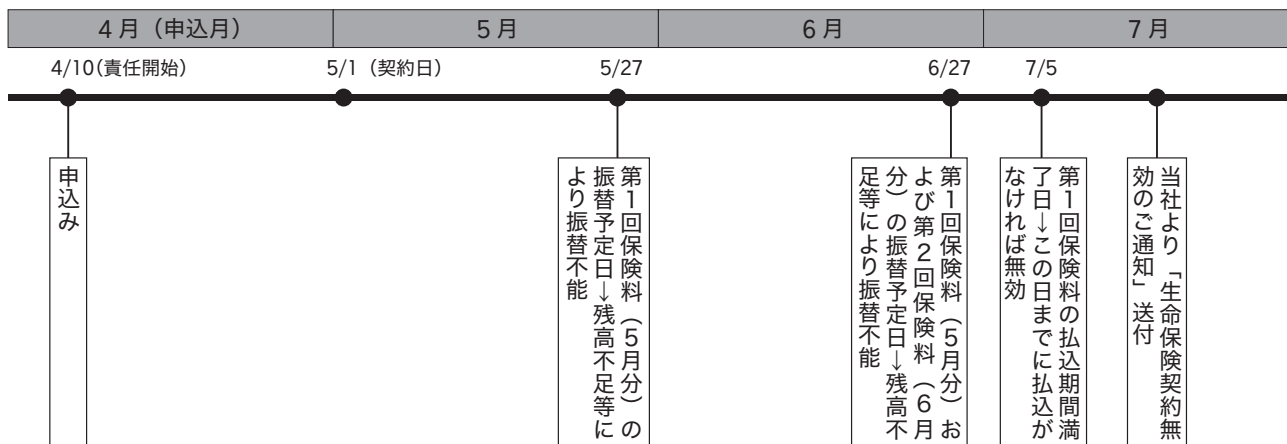 4月（申込月）
5月
6月
7月
4/10（責任開始）
5/1（契約日）
5/27
6/27
7/5
申込み
第1回保険料（5月分）の
振替予定日→残高不足等に
より振替不能
第1回保険料（5月分）お
よび第2回保険料（6月
分）の振替予定日→残高不
足等により振替不能
第1回保険料の払込期間満
了日→この日までに払込が
なければ無効
当社より「生命保険契約無
効のご通知」送付